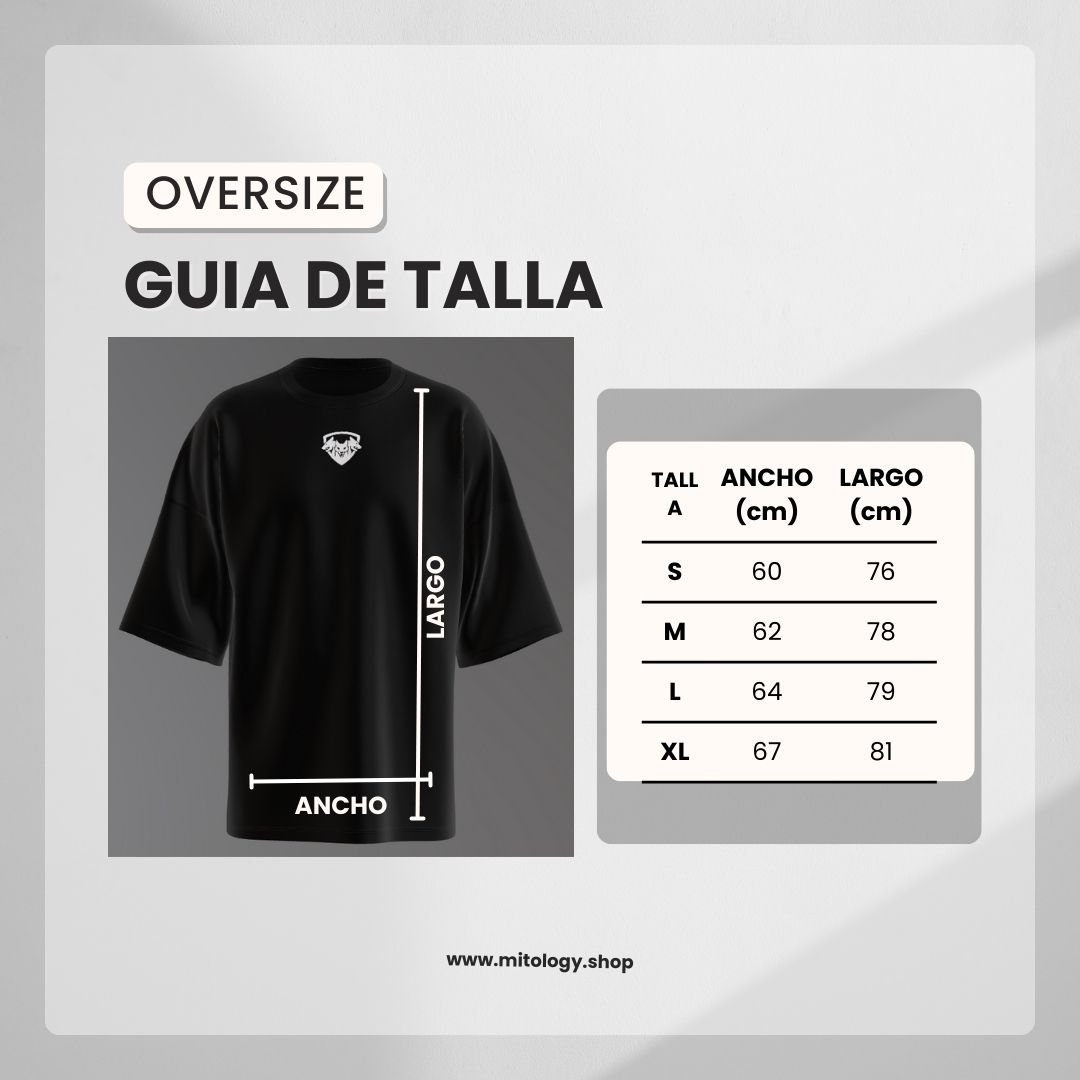 OVERSIZE
GUIA DE TALLA
LARGO
ANCHO
TALL
A
ANCHO
(cm)
LARGO
(cm)
S 60 76
M 62 78
L 64 79
XL 67 81
www.mitology.shop